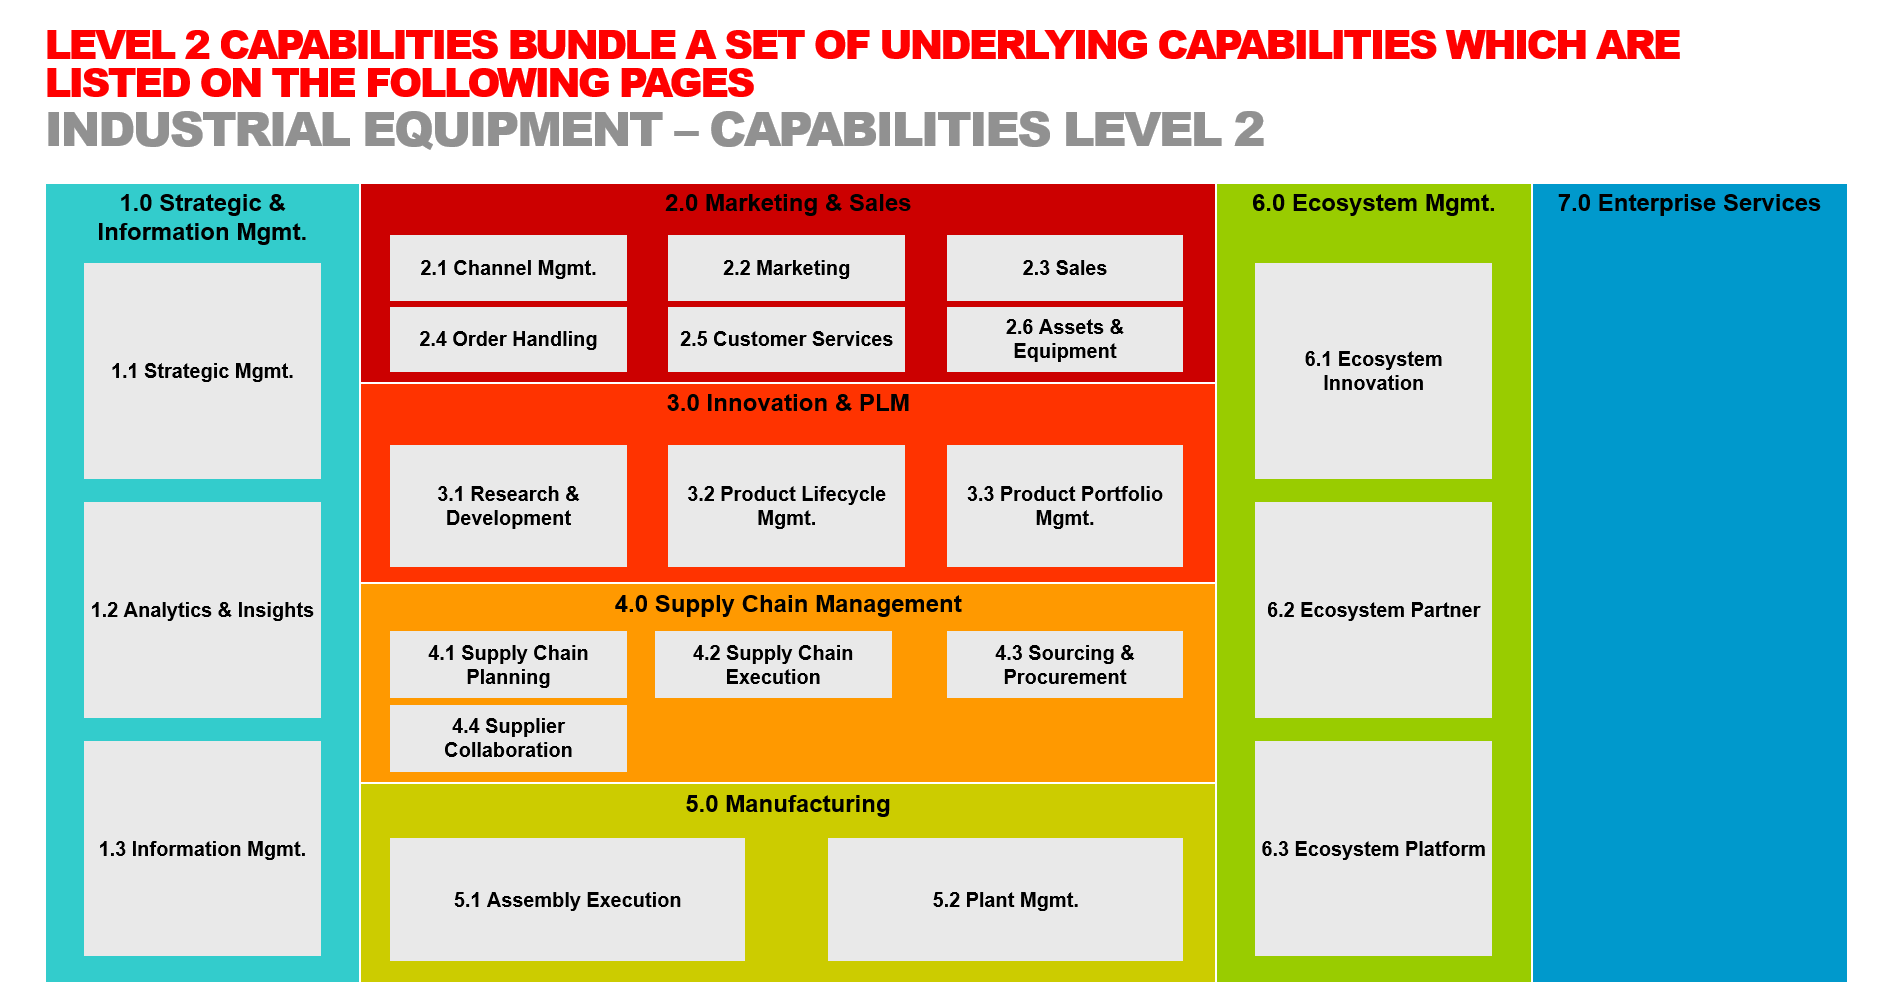 LEVEL 2 CAPABILITIES BUNDLE A SET OF UNDERLYING CAPABILITIES WHICH ARE
LISTED ON THE FOLLOWING PAGES
INDUSTRIAL EQUIPMENT – CAPABILITIES LEVEL 2
1.0 Strategic &
Information Mgmt.
1.1 Strategic Mgmt.
1.2 Analytics & Insights
1.3 Information Mgmt.
2.0 Marketing & Sales
2.1 Channel Mgmt.
2.2 Marketing
2.3 Sales
2.4 Order Handling
2.5 Customer Services
2.6 Assets &
Equipment
3.0 Innovation & PLM
3.1 Research &
Development
3.2 Product Lifecycle
Mgmt.
3.3 Product Portfolio
Mgmt.
4.0 Supply Chain Management
4.1 Supply Chain
Planning
4.2 Supply Chain
Execution
4.3 Sourcing &
Procurement
4.4 Supplier
Collaboration
5.0 Manufacturing
5.1 Assembly Execution
5.2 Plant Mgmt.
6.0 Ecosystem Mgmt.
6.1 Ecosystem
Innovation
6.2 Ecosystem Partner
6.3 Ecosystem Platform
7.0 Enterprise Services